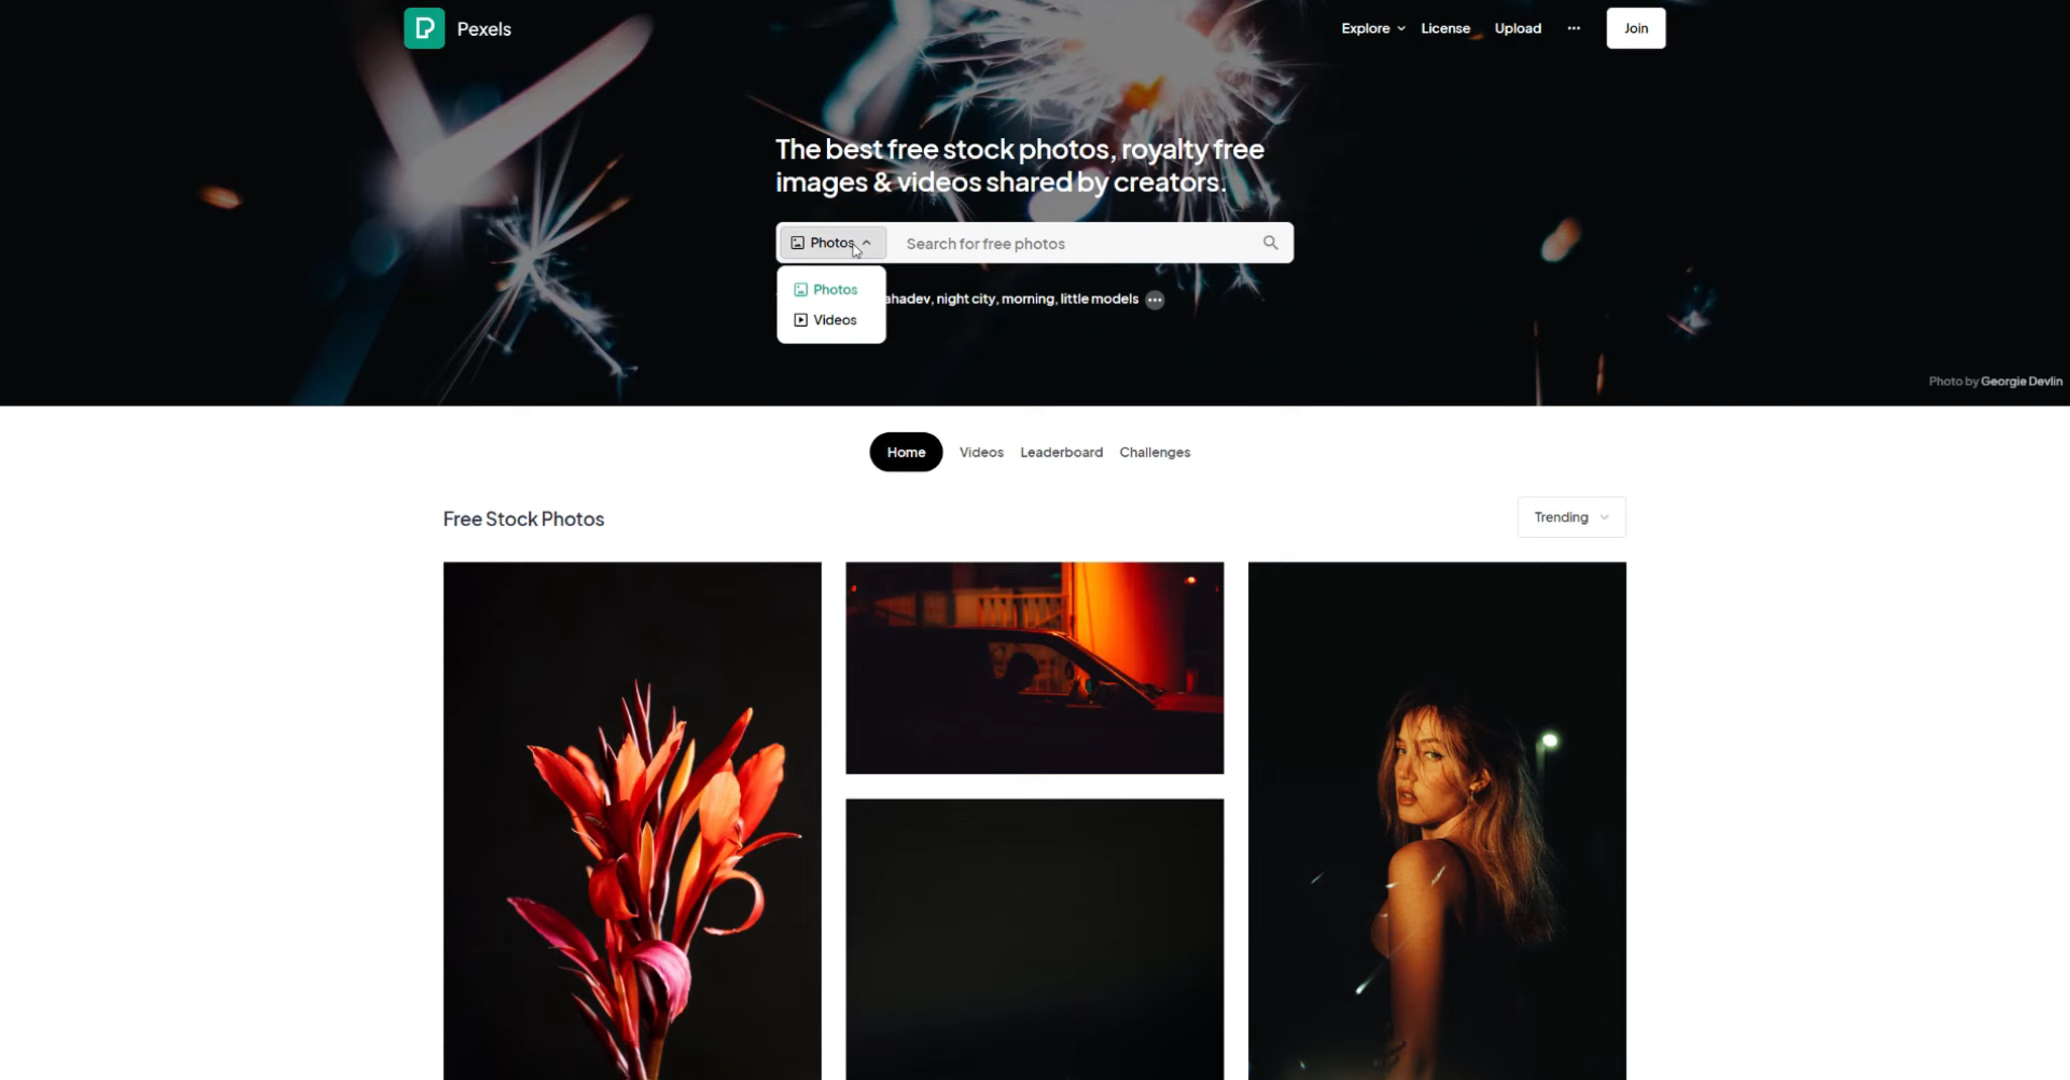 Pexels
Explore
License
Upload
Join
The best free stock photos, royalty free
images & videos shared by creators.
Photos
Search for free photos
Photos
Videos
night city, morning, little models
Photo by Georgie Devlin
Home
Videos
Leaderboard
Challenges
Free Stock Photos
Trending